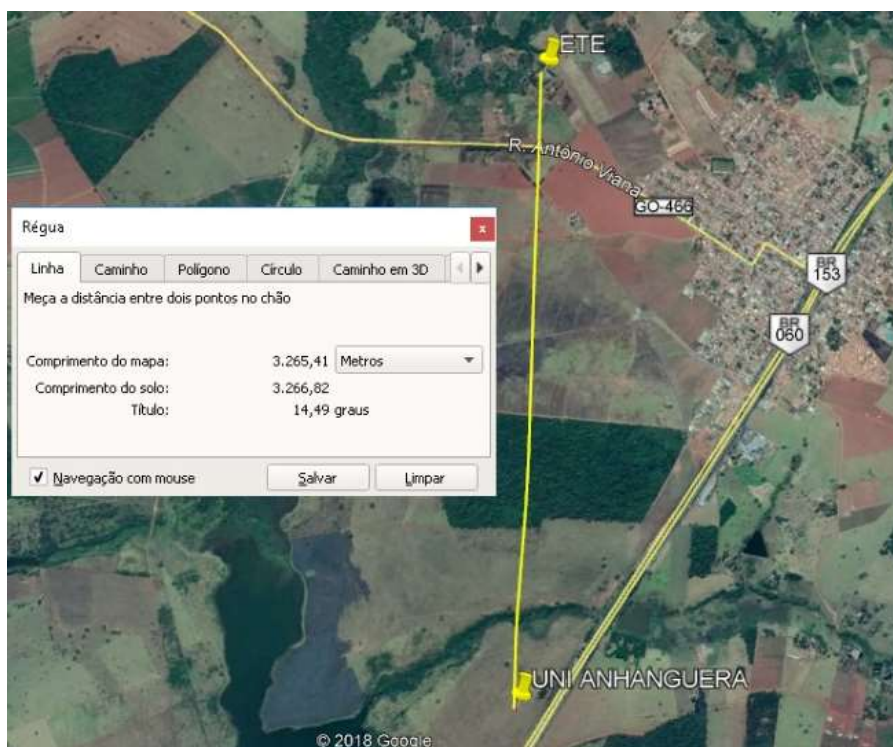 ETE
R. Antônio Viana
GO-466
BR
153
BR
060
Régua
x
Linha Caminho Polígono Círculo Caminho em 3D
Meça a distância entre dois pontos no chão
Comprimento do mapa: 3.265,41 Metros
Comprimento do solo: 3.266,82
Título: 14,49 graus
Navegação com mouse Salvar Limpar
UNI ANHANGUERA
© 2018 Google